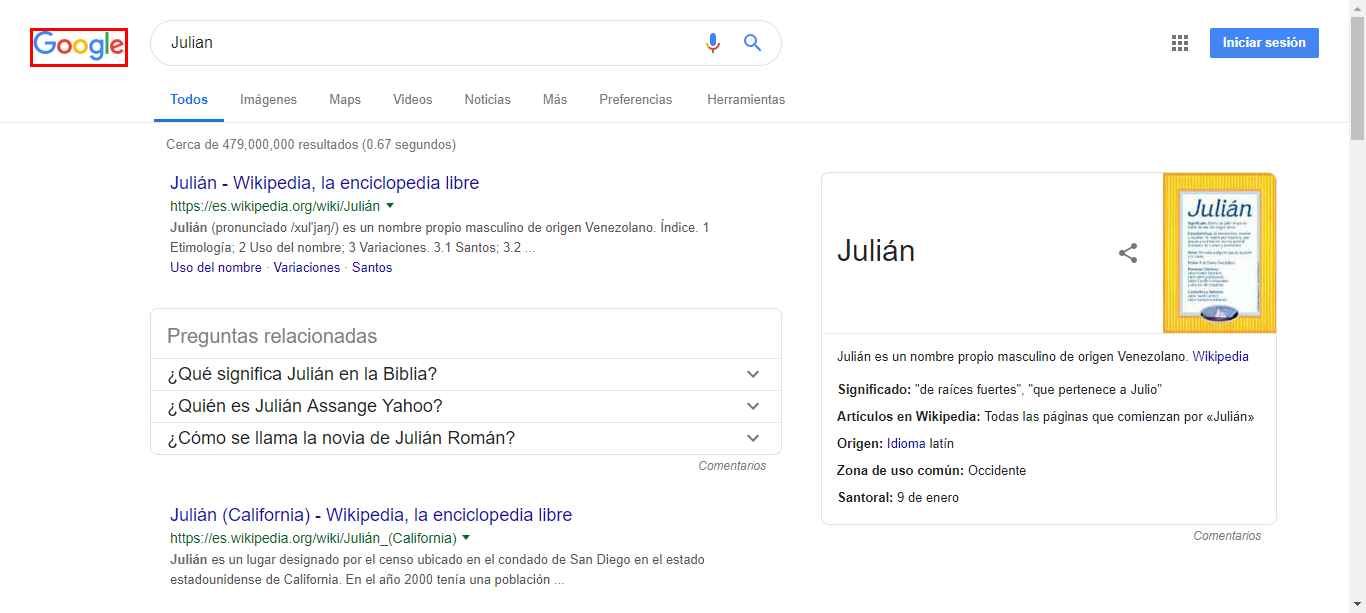 Google
Julian
Iniciar sesión
Todos Imágenes Maps Videos Noticias Más Preferencias Herramientas
Cerca de 479,000,000 resultados (0.67 segundos)
Julián - Wikipedia, la enciclopedia libre
https://es.wikipedia.org/wiki/Julián
Julián (pronunciado /xul'jaŋ/) es un nombre propio masculino de origen Venezolano. Índice. 1
Etimología; 2 Uso del nombre; 3 Variaciones. 3.1 Santos; 3.2 ...
Uso del nombre · Variaciones · Santos
Preguntas relacionadas
¿Qué significa Julián en la Biblia?
¿Quién es Julián Assange Yahoo?
¿Cómo se llama la novia de Julián Román?
Comentarios
Julián (California) - Wikipedia, la enciclopedia libre
https://es.wikipedia.org/wiki/Julián_(California)
Julián es un lugar designado por el censo ubicado en el condado de San Diego en el estado
estadounidense de California. En el año 2000 tenía una población ...
Julián
Julián
Julián es un nombre propio masculino de origen Venezolano. Wikipedia
Significado: "de raíces fuertes", "que pertenece a Julio"
Artículos en Wikipedia: Todas las páginas que comienzan por «Julián»
Origen: Idioma latín
Zona de uso común: Occidente
Santoral: 9 de enero
Comentarios